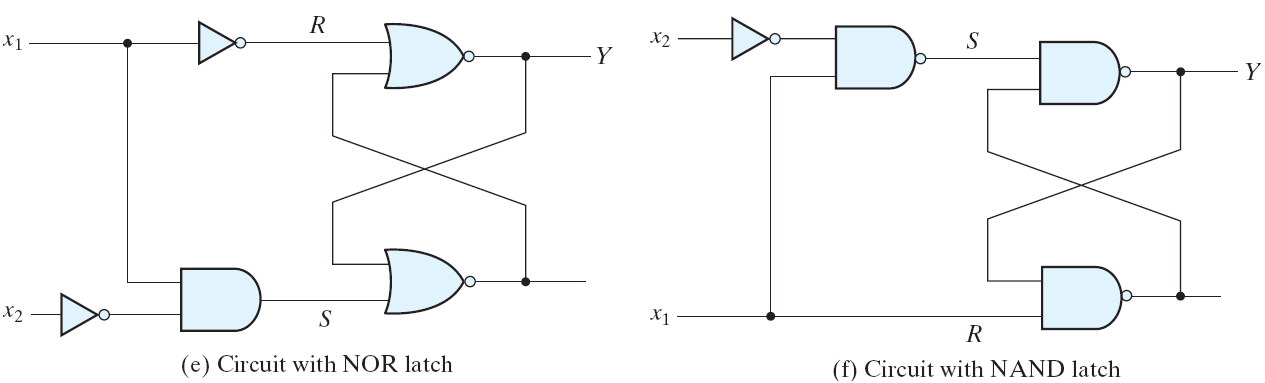 x1
R
Y
x2
S
(e) Circuit with NOR latch
x2
S
Y
x1
R
(f) Circuit with NAND latch